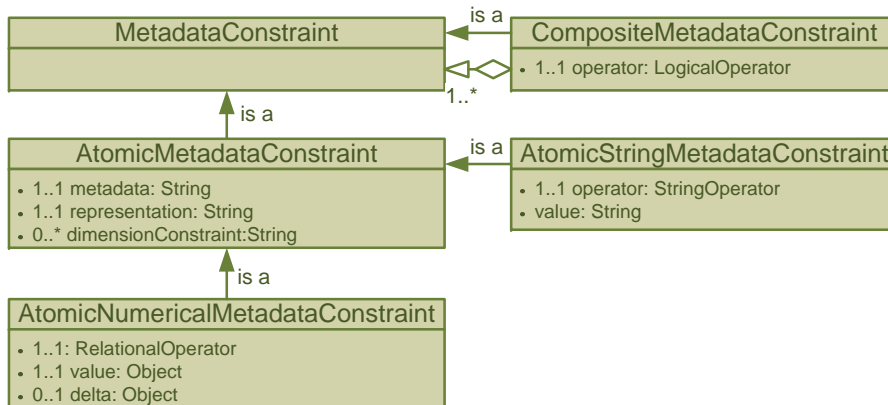 MetadataConstraint
is a
CompositeMetadataConstraint
• 1..1 operator: LogicalOperator
1..*
is a
AtomicMetadataConstraint
• 1..1 metadata: String
• 1..1 representation: String
• 0..* dimensionConstraint:String
is a
AtomicStringMetadataConstraint
• 1..1 operator: StringOperator
• value: String
is a
AtomicNumericalMetadataConstraint
• 1..1: RelationalOperator
• 1..1 value: Object
• 0..1 delta: Object